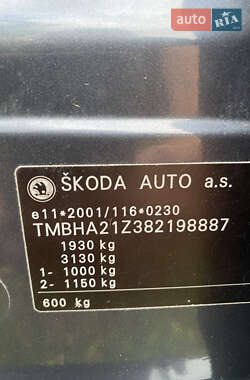 AUTO.RIA.com
ŠKODA AUTO a.s.
e11*2001/116*0230
TMBHA21Z382198887
1930 kg
3130 kg
1- 1000 kg
2- 1150 kg
600 kg